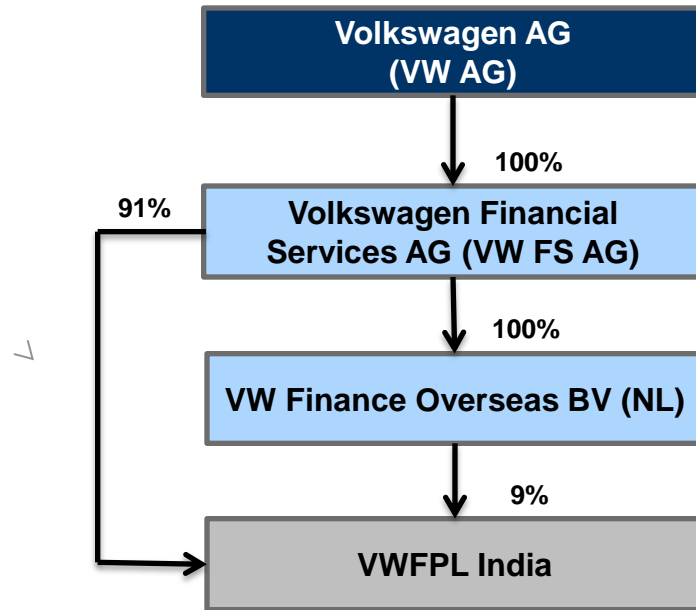 Volkswagen AG
(VW AG)
100%
91%
Volkswagen Financial
Services AG (VW FS AG)
100%
VW Finance Overseas BV (NL)
9%
VWFPL India